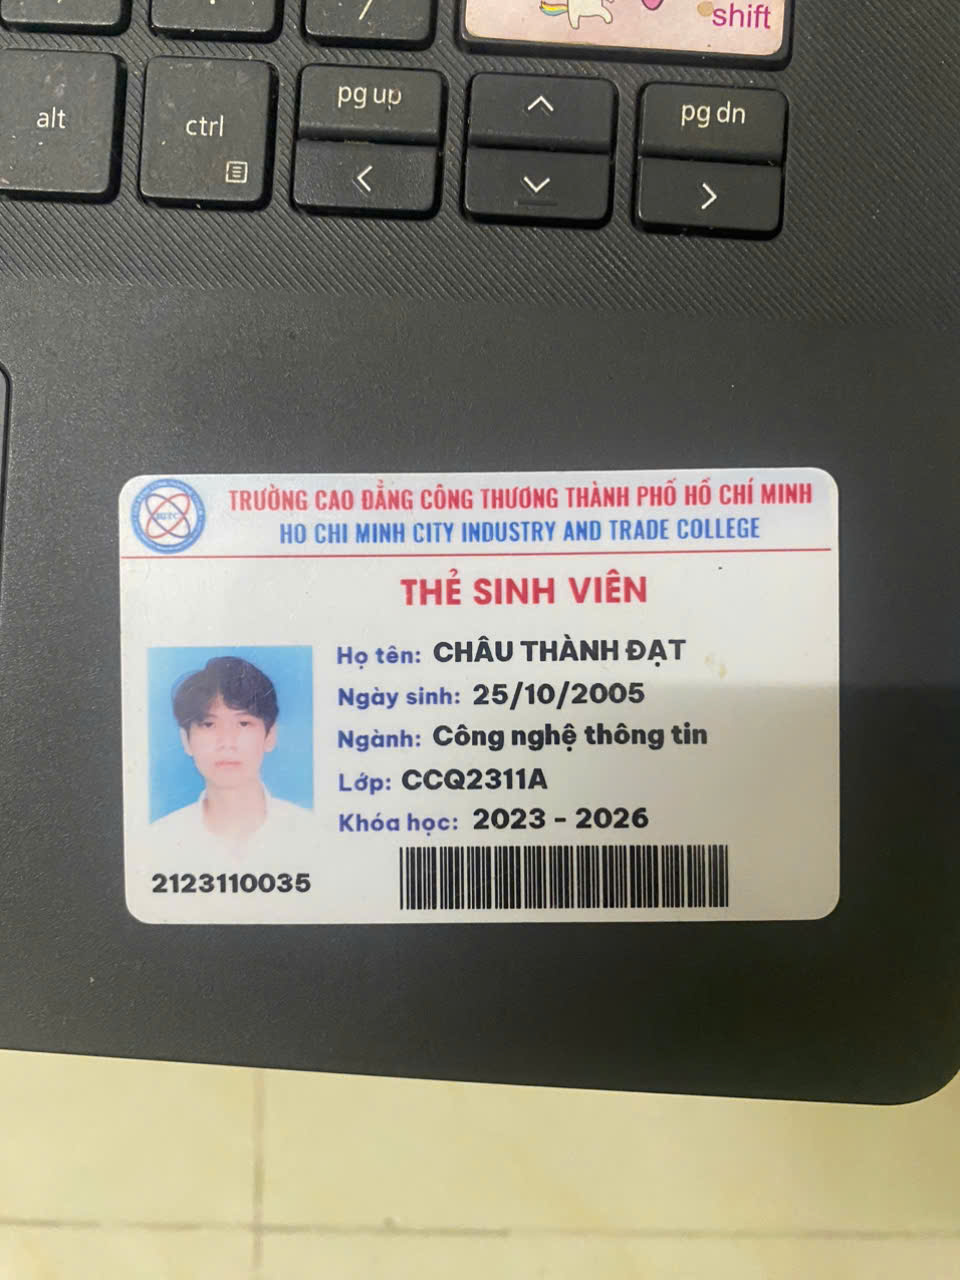 shift
alt
ctrl
pg up
pg dn
HITC
TRƯỜNG CAO ĐẲNG CÔNG THƯƠNG THÀNH PHỐ HỒ CHÍ MINH
HO CHI MINH CITY INDUSTRY AND TRADE COLLEGE
THẺ SINH VIÊN
Họ tên: CHÂU THÀNH ĐẠT
Ngày sinh: 25/10/2005
Ngành: Công nghệ thông tin
Lớp: CCQ2311A
Khóa học: 2023 - 2026
2123110035